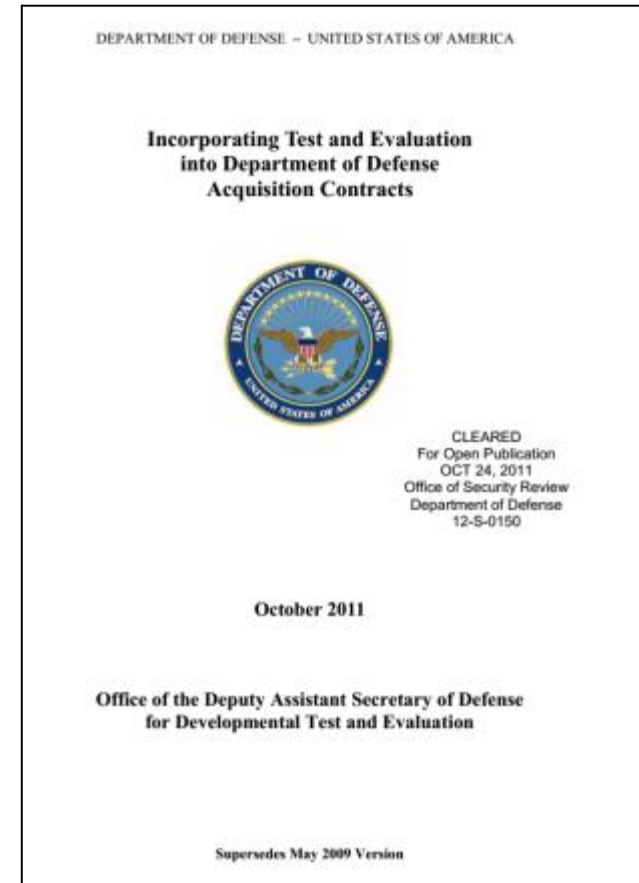 DEPARTMENT OF DEFENSE – UNITED STATES OF AMERICA
Incorporating Test and Evaluation
into Department of Defense
Acquisition Contracts
DEPARTMENT OF DEFENSE
UNITED STATES OF AMERICA
CLEARED
For Open Publication
OCT 24, 2011
Office of Security Review
Department of Defense
12-S-0150
October 2011
Office of the Deputy Assistant Secretary of Defense
for Developmental Test and Evaluation
Supersedes May 2009 Version